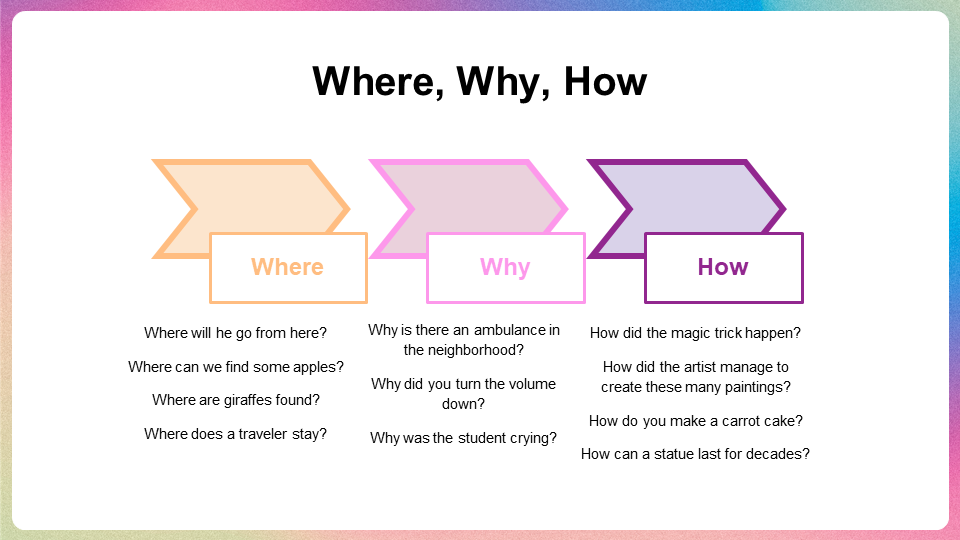 Where, Why, How
Where
Where will he go from here?
Where can we find some apples?
Where are giraffes found?
Where does a traveler stay?
Why
Why is there an ambulance in
the neighborhood?
Why did you turn the volume
down?
Why was the student crying?
How
How did the magic trick happen?
How did the artist manage to
create these many paintings?
How do you make a carrot cake?
How can a statue last for decades?